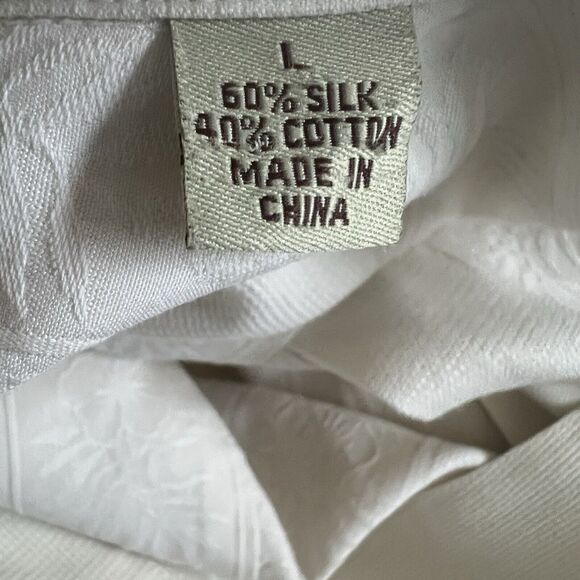 L
60% SILK
40% COTTON
MADE IN
CHINA